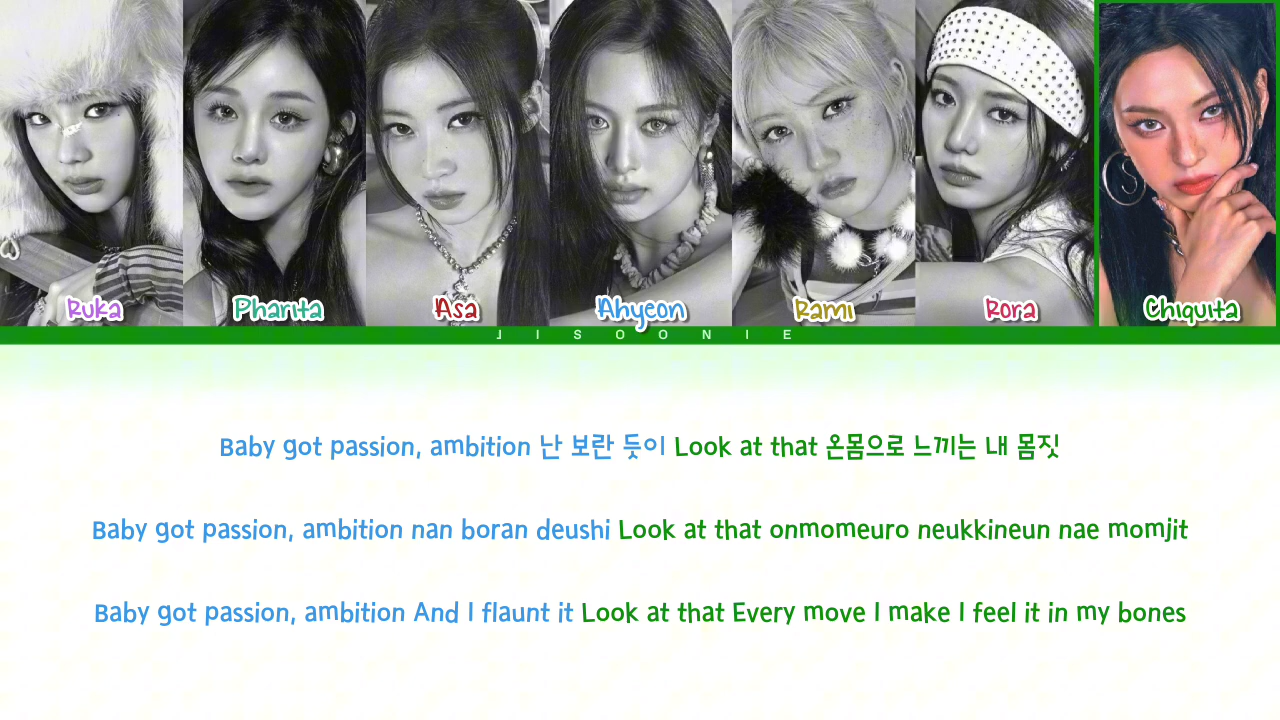 Ruka Pharita Asa Ahyeon Rami Rora Chiquita
JISOONIE
Baby got passion, ambition 난 보란 듯이 Look at that 온몸으로 느끼는 내 몸짓
Baby got passion, ambition nan boran deushi Look at that onmomeuro neukkineun nae momjit
Baby got passion, ambition And I flaunt it Look at that Every move I make I feel it in my bones